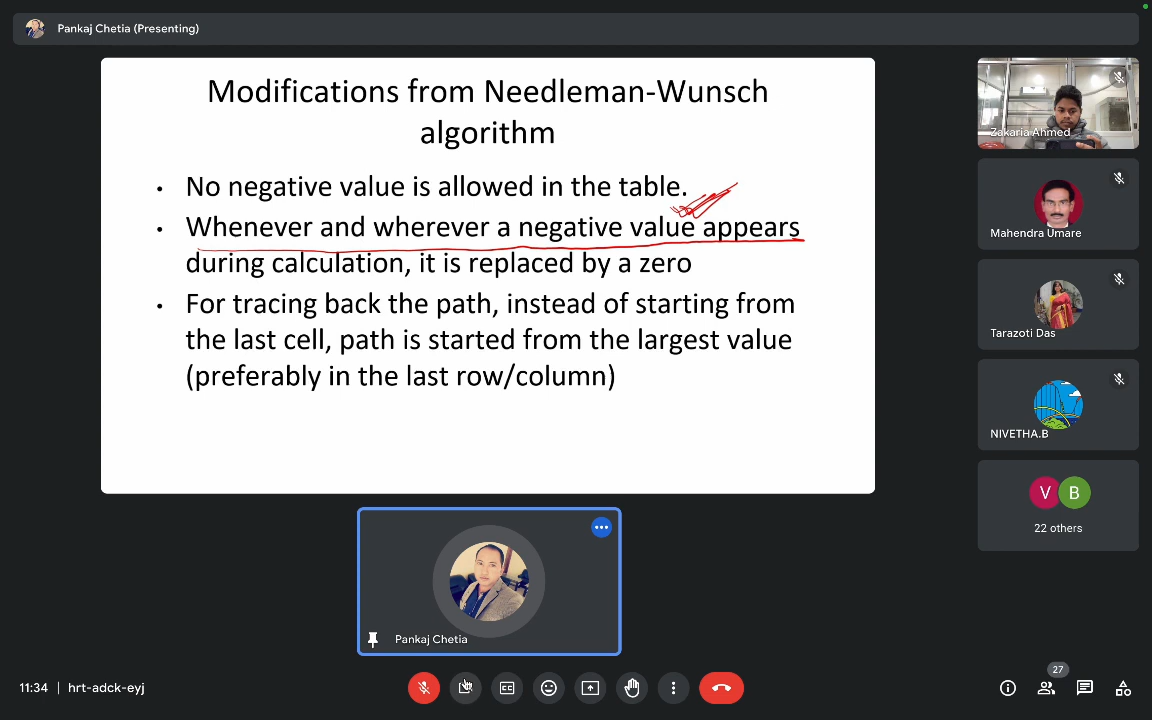 Pankaj Chetia (Presenting)
Modifications from Needleman-Wunsch
algorithm
• No negative value is allowed in the table.
• Whenever and wherever a negative value appears
during calculation, it is replaced by a zero
• For tracing back the path, instead of starting from
the last cell, path is started from the largest value
(preferably in the last row/column)
Zakaria Ahmed
Mahendra Umare
Tarazoti Das
NIVETHA.B
V B
22 others
Pankaj Chetia
11:34 | hrt-adck-eyj
CC
27